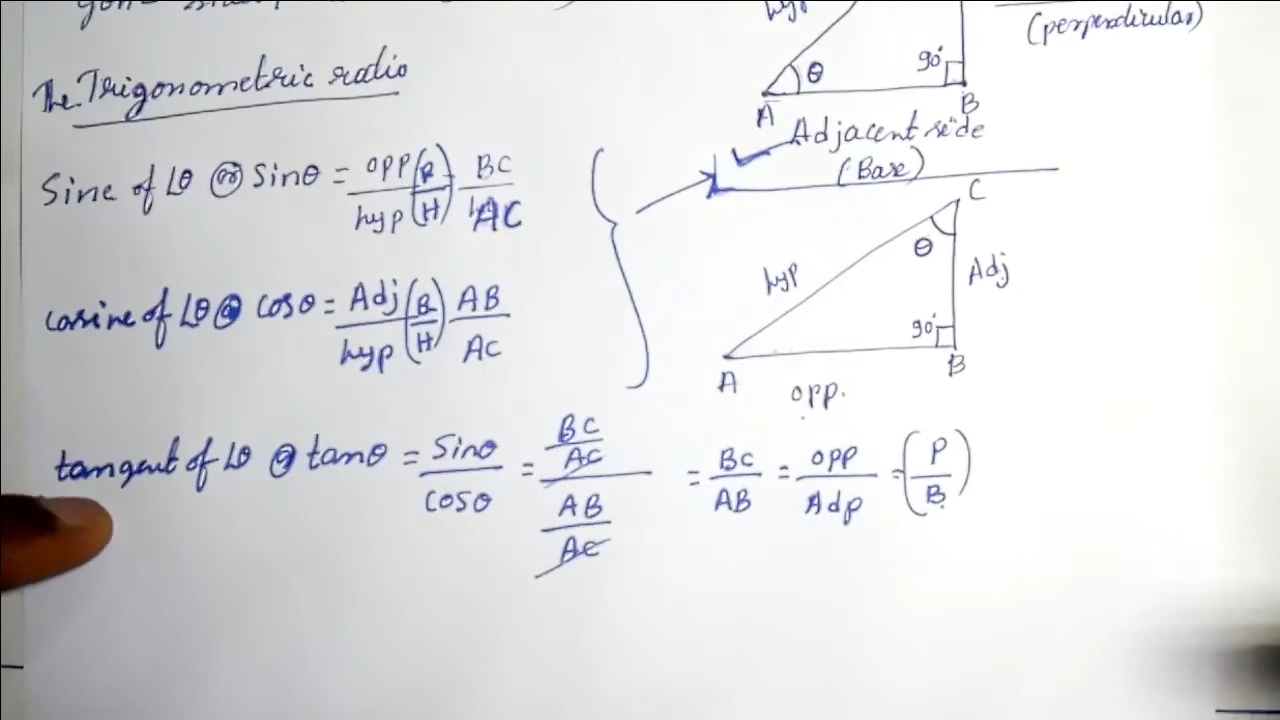 hyp
(perpendicular)
The Trigonometric ratio
θ
90°
A
B
Adjacent side
(Base)
Sine of ∠θ or Sinθ = opp/hyp (P/H) BC/AC
C
θ
hyp
Adj
90°
A
B
opp.
cosine of ∠θ or cosθ = Adj/hyp (B/H) AB/AC
tangent of ∠θ or tanθ = Sinθ/cosθ = (BC/AC)/(AB/AC) = BC/AB = opp/Adp = (P/B)